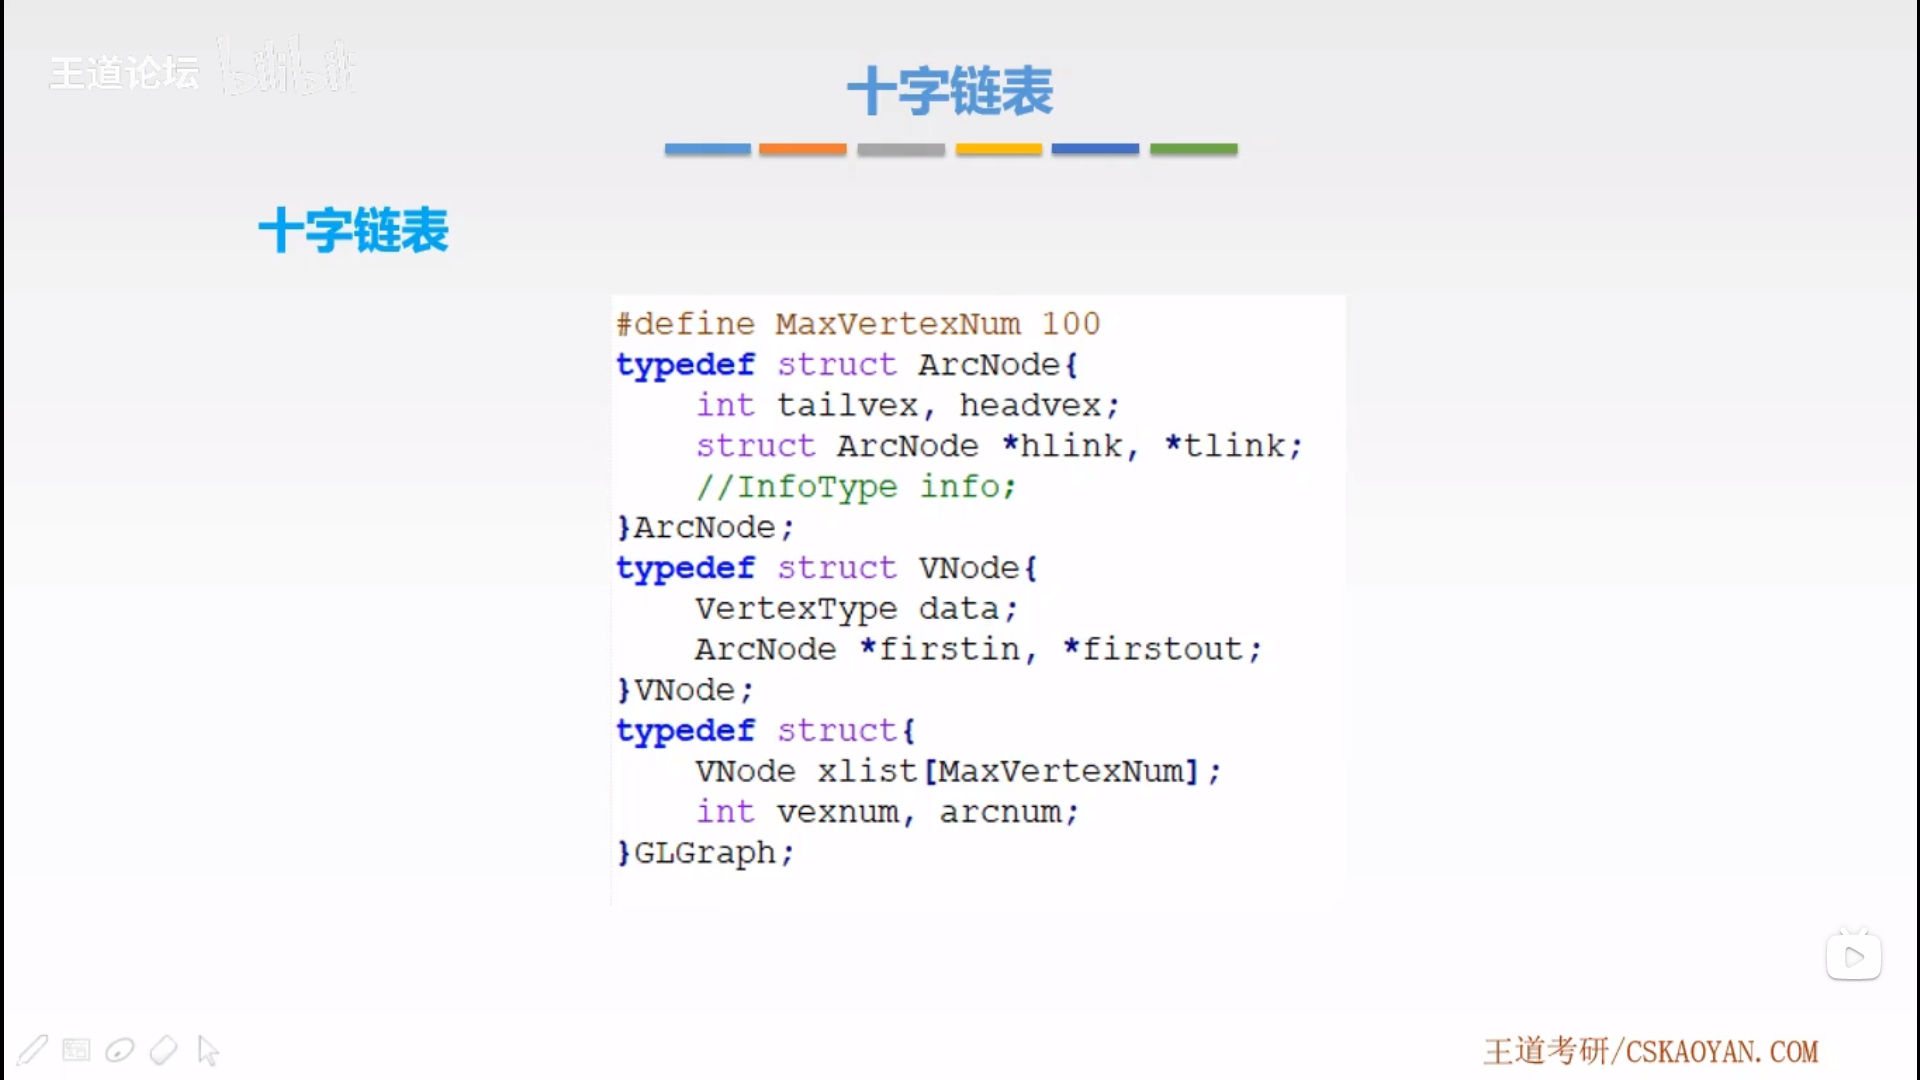 王道论坛 bilibili
十字链表
十字链表
#define MaxVertexNum 100
typedef struct ArcNode{
    int tailvex, headvex;
    struct ArcNode *hlink, *tlink;
    //InfoType info;
}ArcNode;
typedef struct VNode{
    VertexType data;
    ArcNode *firstin, *firstout;
}VNode;
typedef struct{
    VNode xlist[MaxVertexNum];
    int vexnum, arcnum;
}GLGraph;
王道考研/CSKAOYAN.COM